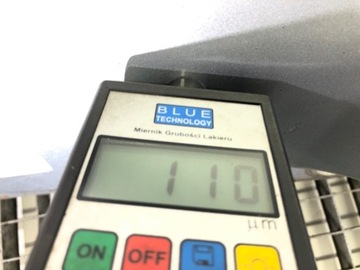 BLUE
TECHNOLOGY
Miernik Grubości Lakieru
110
μm
ON OFF